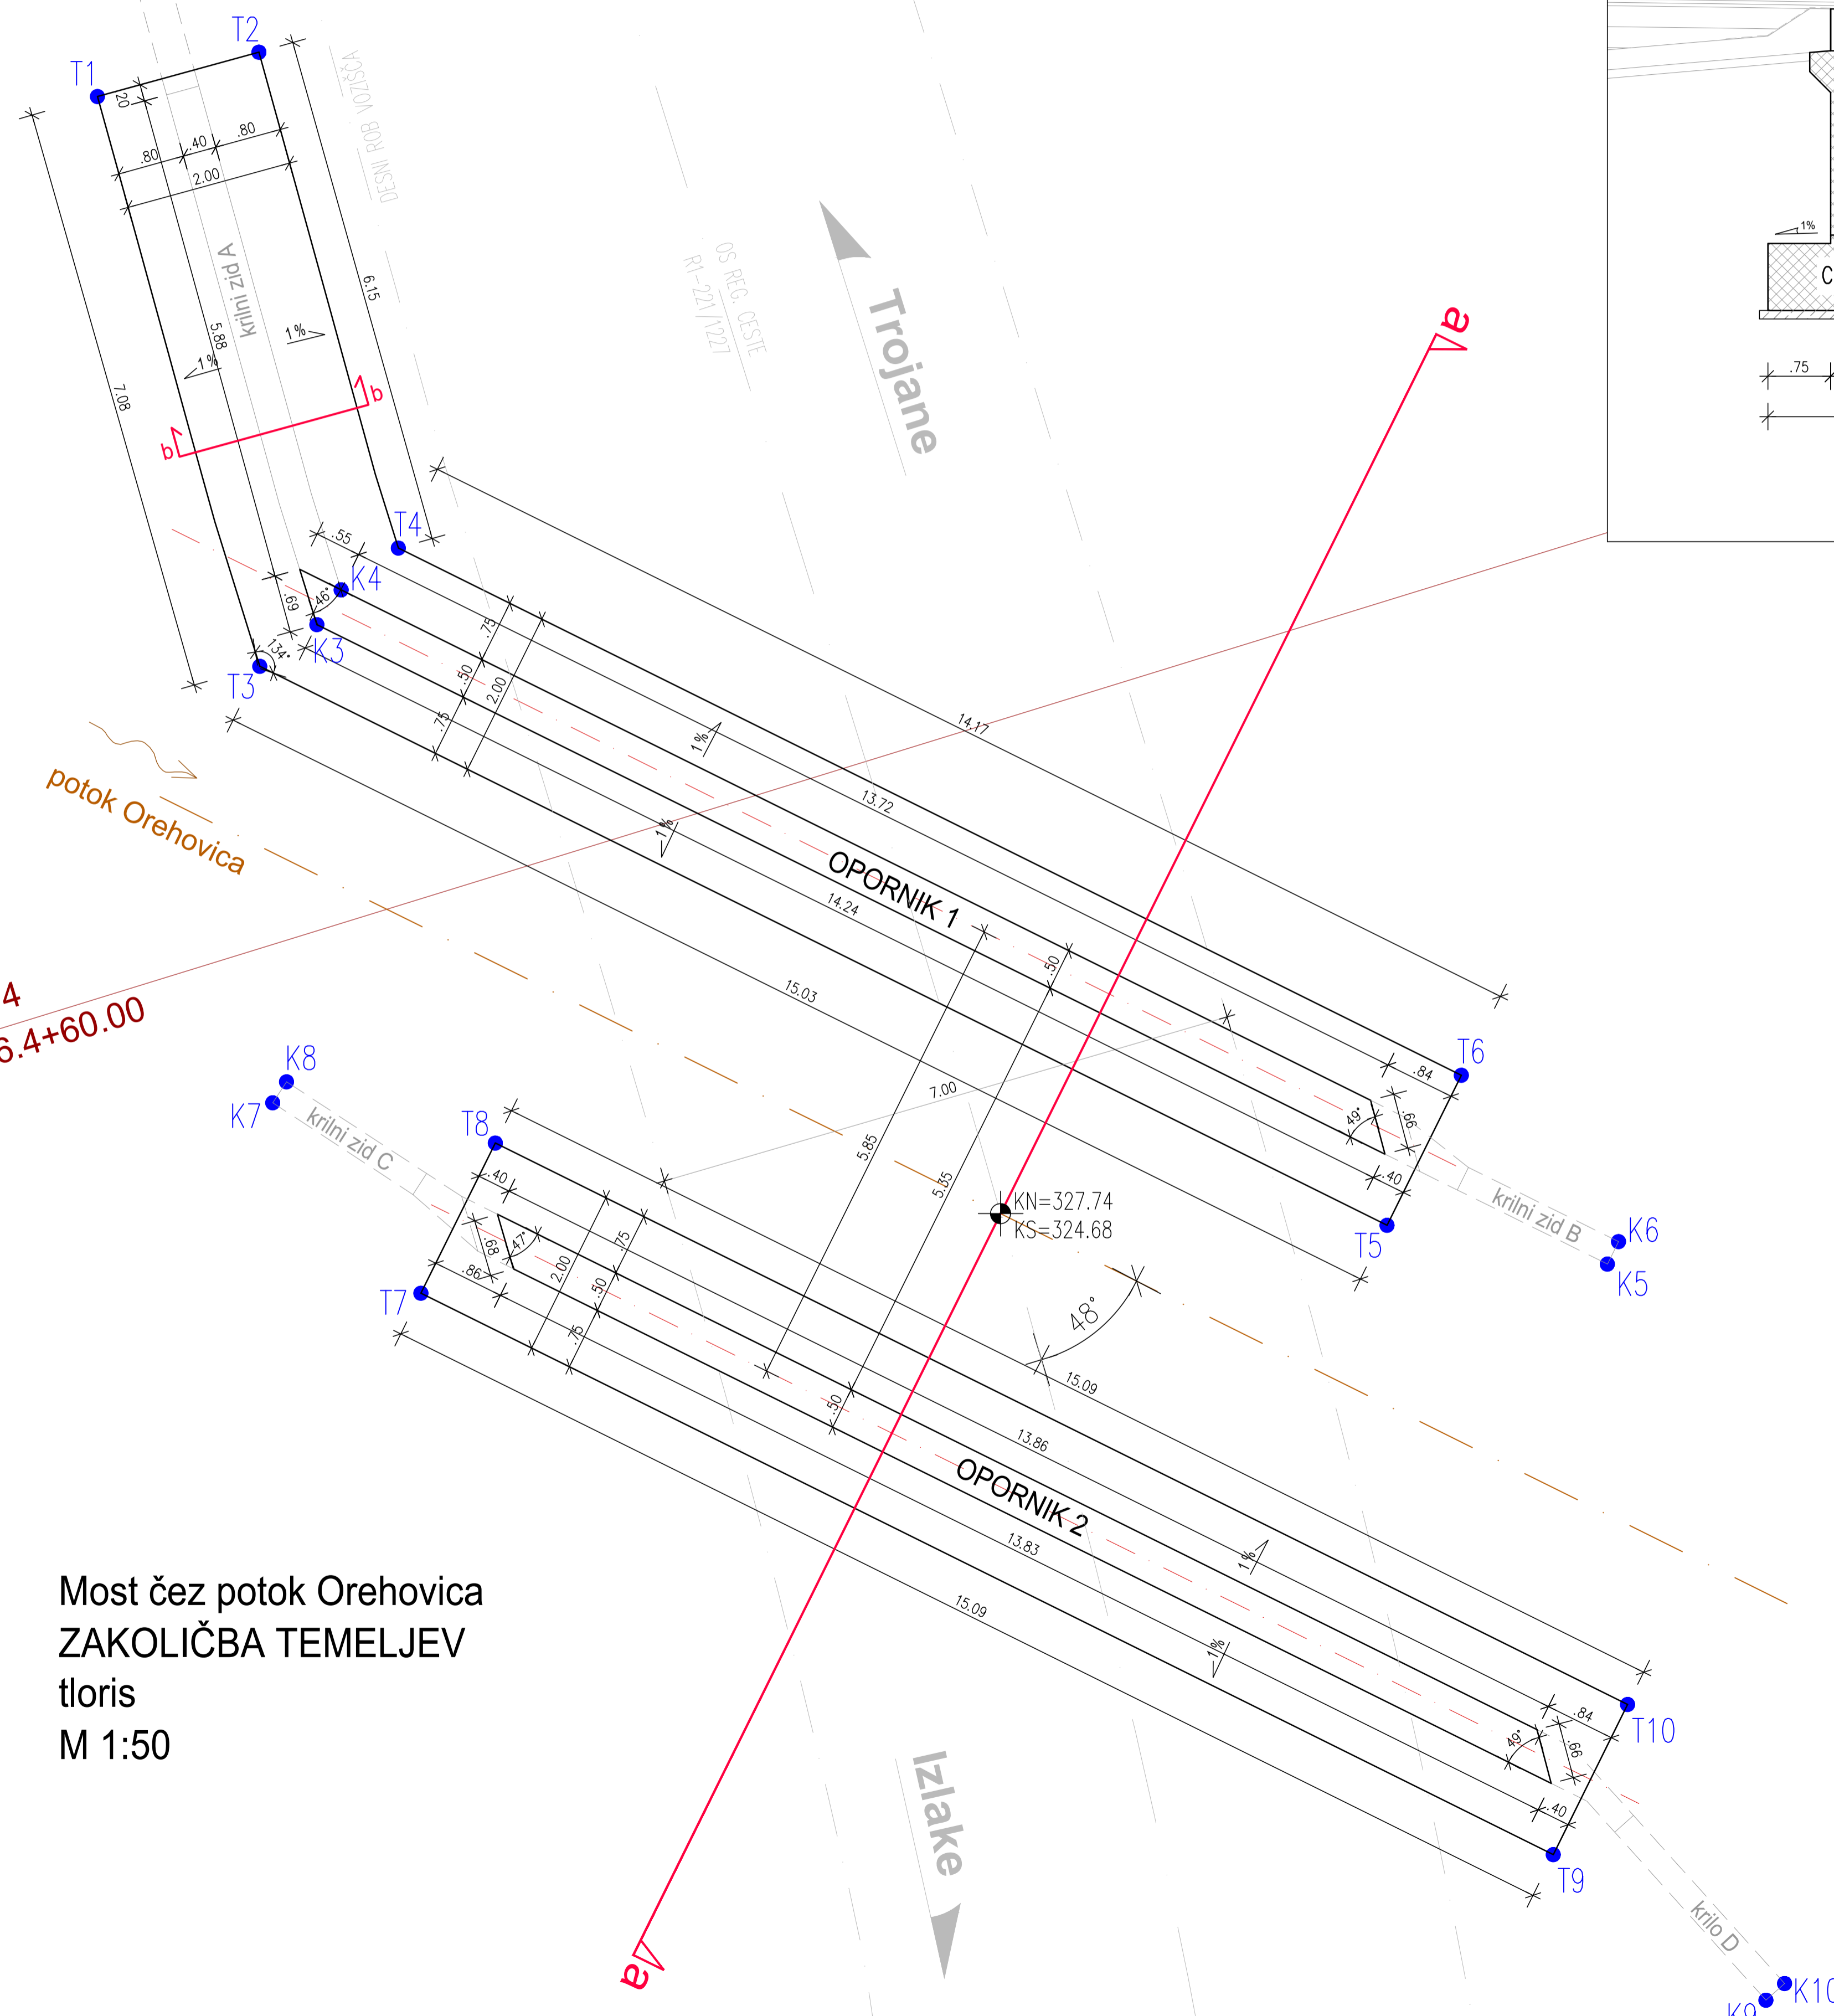 T2
T1
.20
.80
.40
.80
2.00
DESNI ROB VOZIŠČA
krilni zid A
5.88
1%
1%
6.15
7.08
b
b
OS REG. CESTE
R1-221/1227
Trojane
a
1%
C
.75
T4
.55
K4
46°
.69
K3
134°
T3
.75
.50
2.00
.75
1%
14.17
13.72
1%
potok Orehovica
OPORNIK 1
14.24
15.03
.50
4
6.4+60.00
7.00
5.85
5.35
T6
.84
.66
49°
.40
T5
krilni zid B
K6
K5
K8
K7
krilni zid C
T8
.40
.68
47°
.86
T7
2.00
.75
.50
.75
KN=327.74
KS=324.68
48°
15.09
.50
13.86
OPORNIK 2
13.83
1%
1%
15.09
.84
.66
49°
.40
T10
T9
krilo D
K10
K9
Izlake
a
Most čez potok Orehovica
ZAKOLIČBA TEMELJEV
tloris
M 1:50